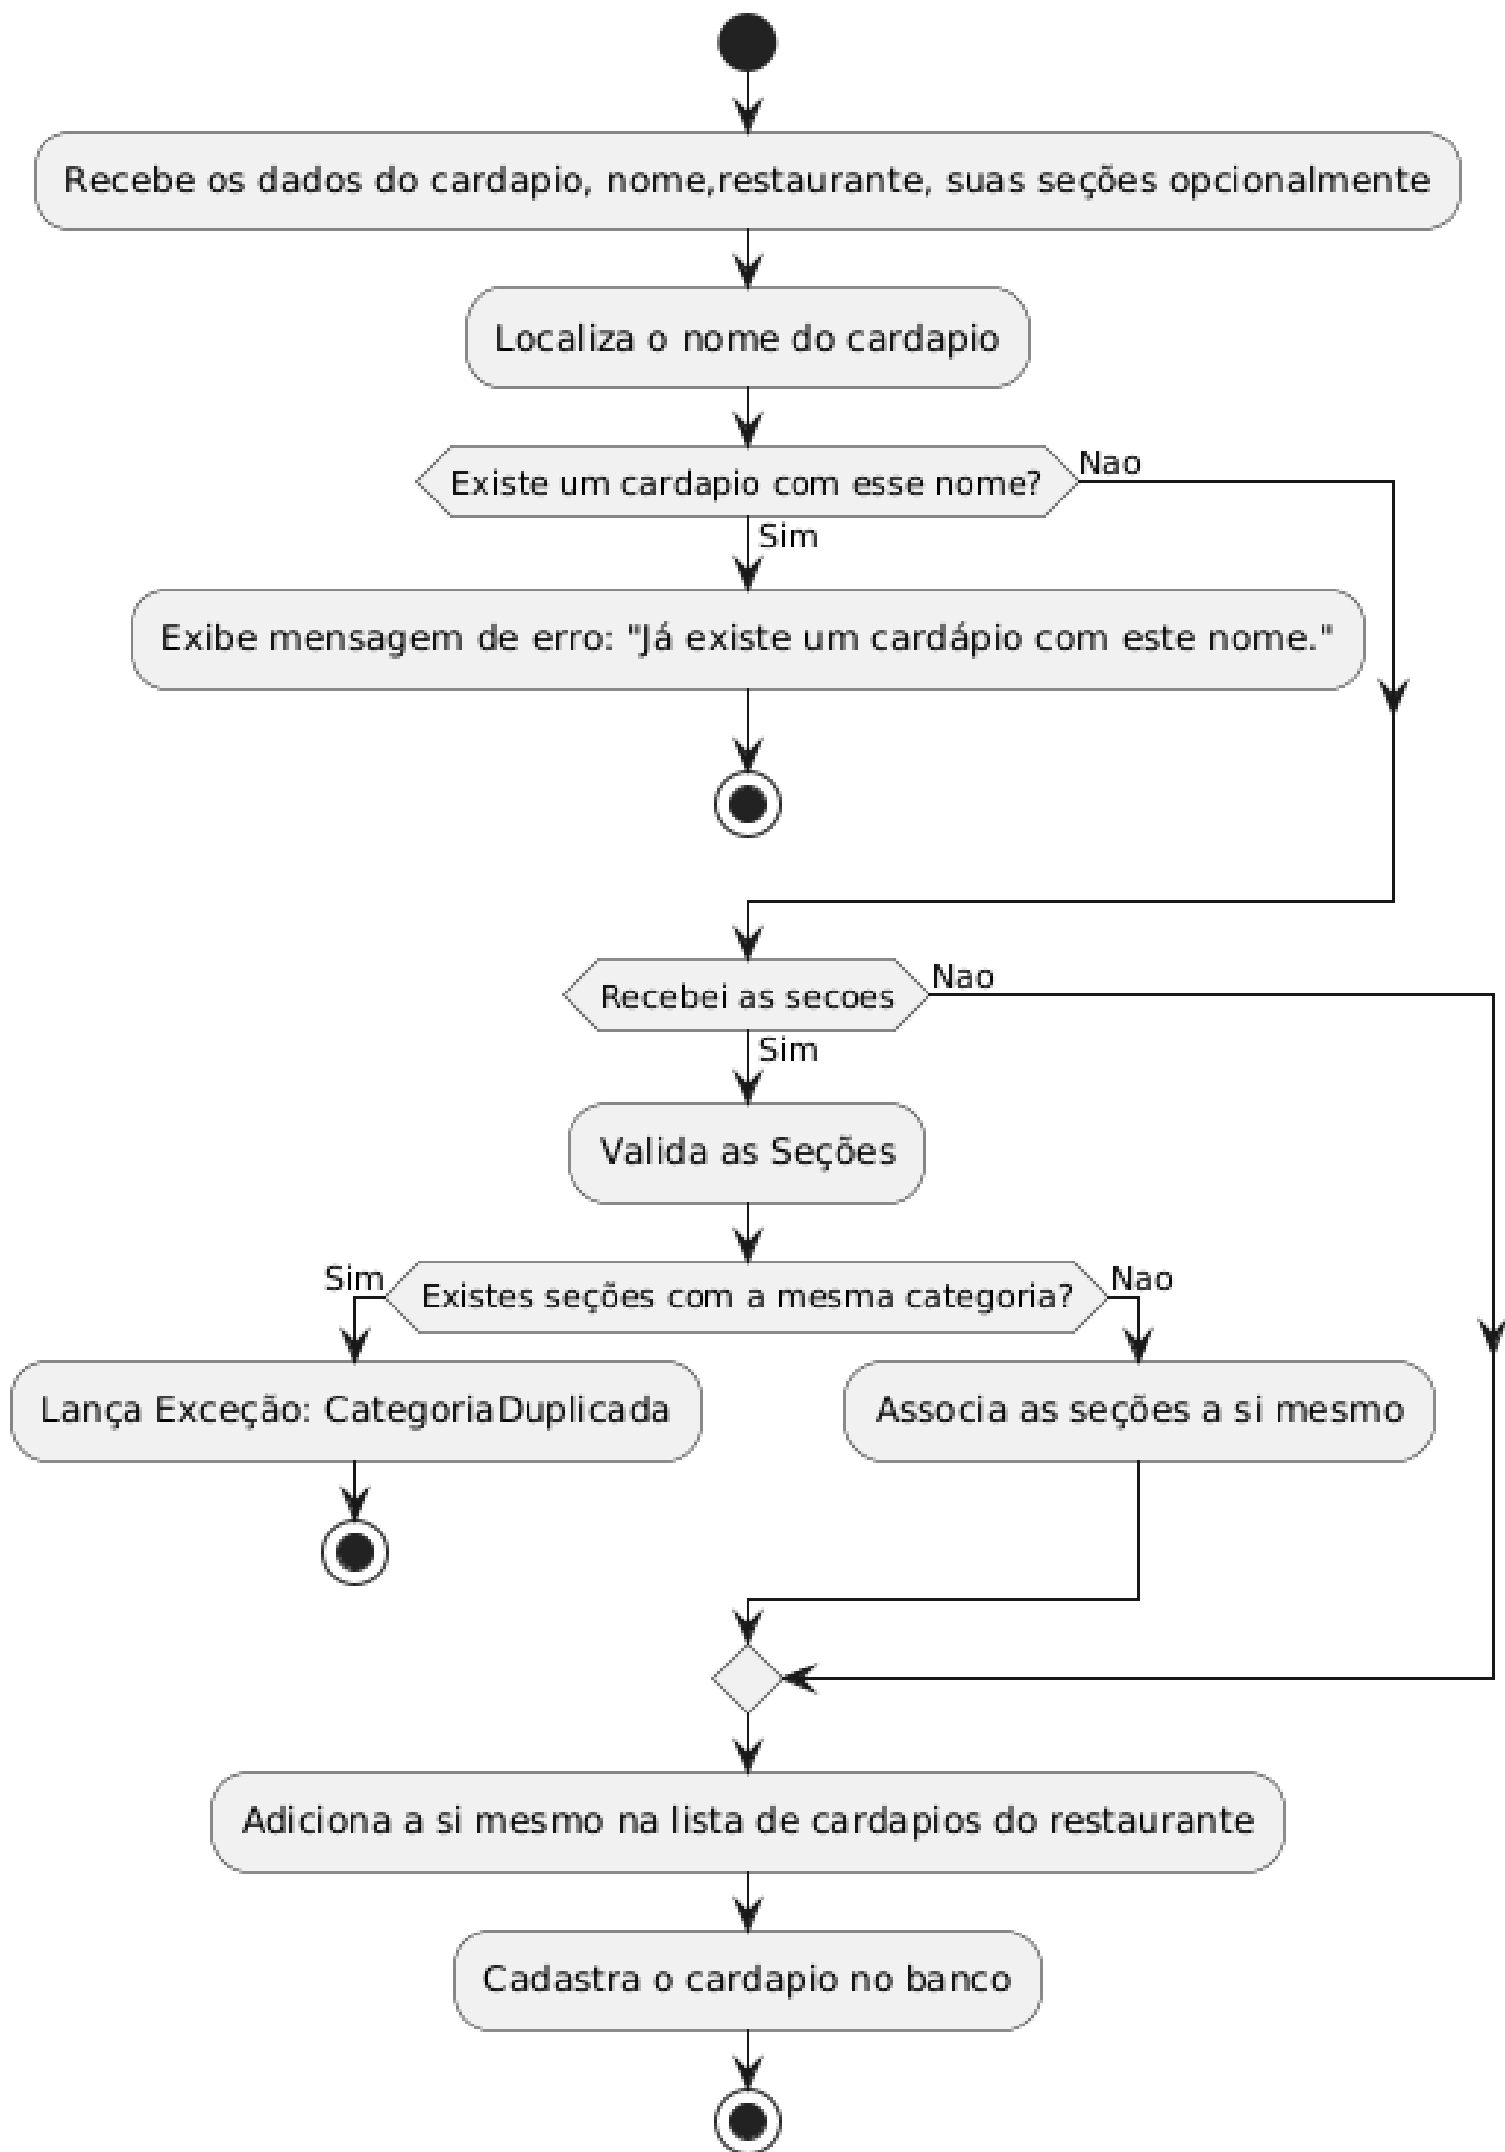 Recebe os dados do cardapio, nome,restaurante, suas seções opcionalmente
Localiza o nome do cardapio
Existe um cardapio com esse nome?
Nao
Sim
Exibe mensagem de erro: "Já existe um cardápio com este nome."
Recebei as secoes
Nao
Sim
Valida as Seções
Sim
Existes seções com a mesma categoria?
Nao
Lança Exceção: CategoriaDuplicada
Associa as seções a si mesmo
Adiciona a si mesmo na lista de cardapios do restaurante
Cadastra o cardapio no banco